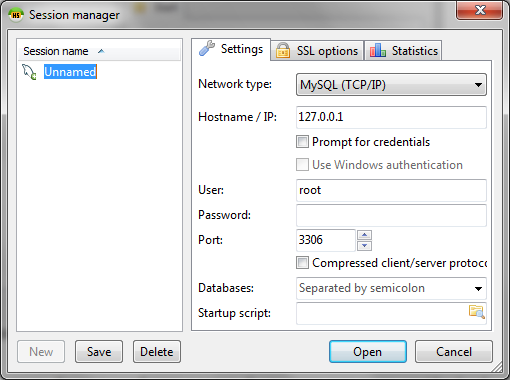 Session manager
Session name
Unnamed
Settings
SSL options
Statistics
Network type: MySQL (TCP/IP)
Hostname / IP: 127.0.0.1
Prompt for credentials
Use Windows authentication
User: root
Password:
Port: 3306
Compressed client/server protoco
Databases: Separated by semicolon
Startup script:
New Save Delete Open Cancel